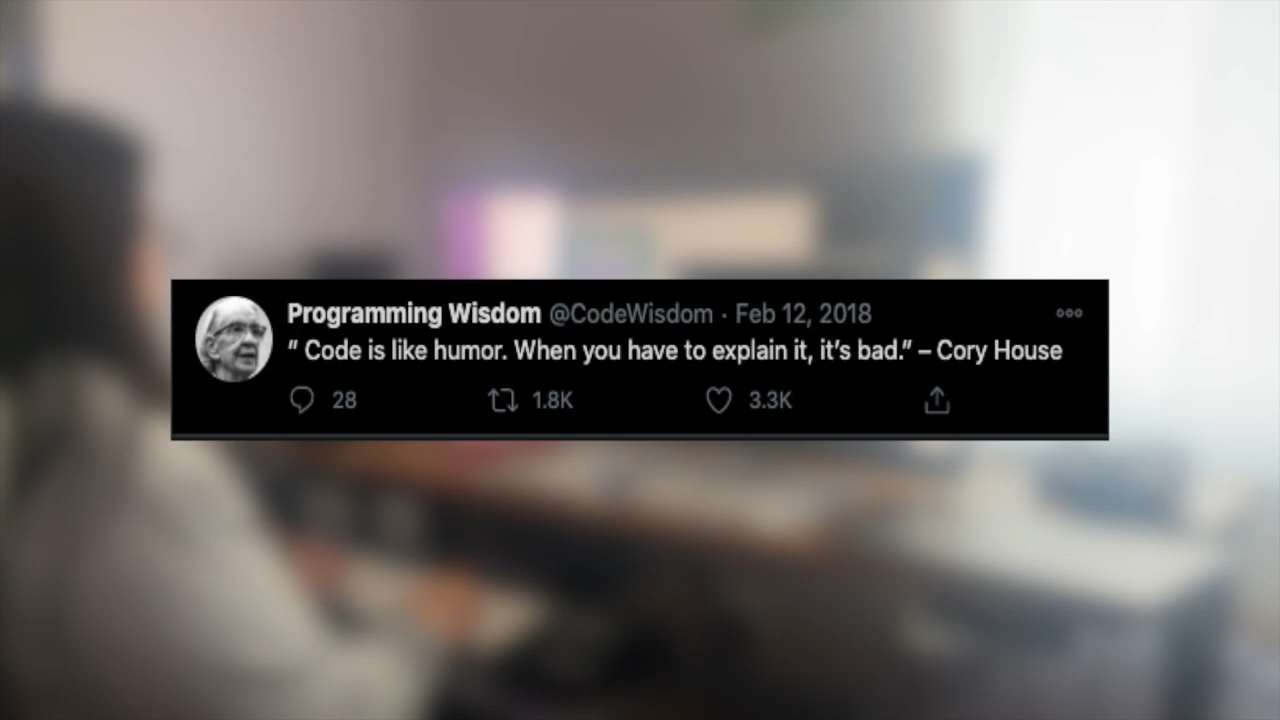 Programming Wisdom @CodeWisdom · Feb 12, 2018
” Code is like humor. When you have to explain it, it’s bad.” – Cory House
28 1.8K 3.3K